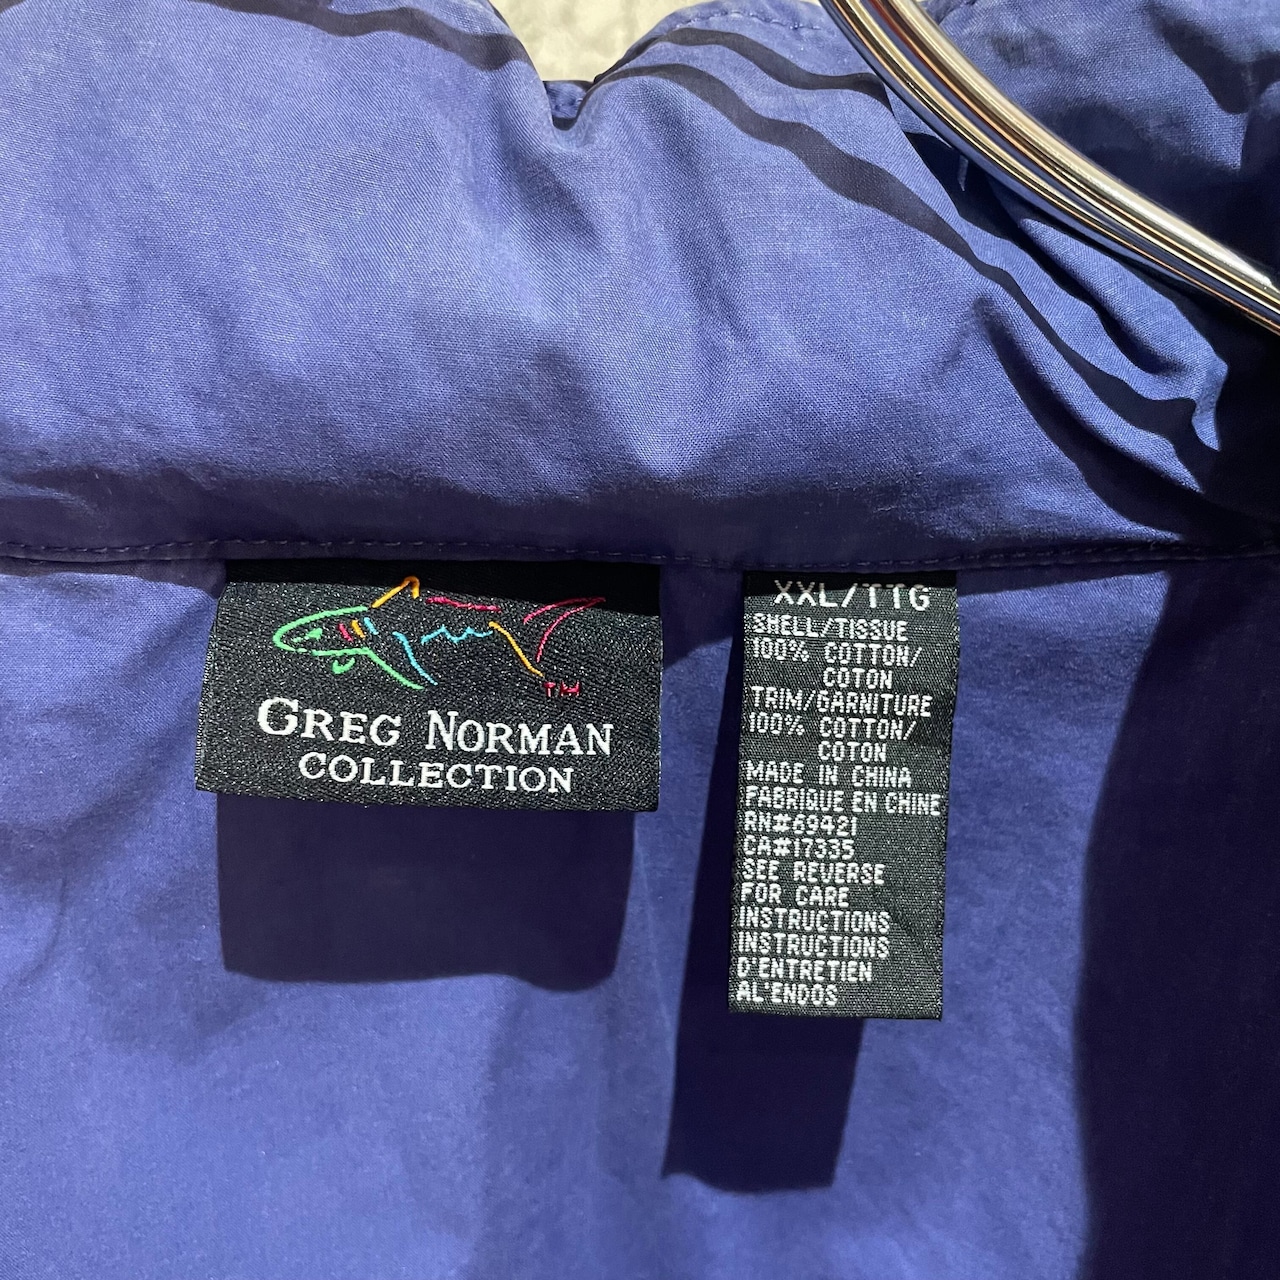 TM
GREG NORMAN
COLLECTION
XXL/TTG
SHELL/TISSUE
100% COTTON/
COTON
TRIM/GARNITURE
100% COTTON/
COTON
MADE IN CHINA
FABRIQUE EN CHINE
RN#69421
CA#17335
SEE REVERSE
FOR CARE
INSTRUCTIONS
INSTRUCTIONS
D'ENTRETIEN
AL'ENDOS